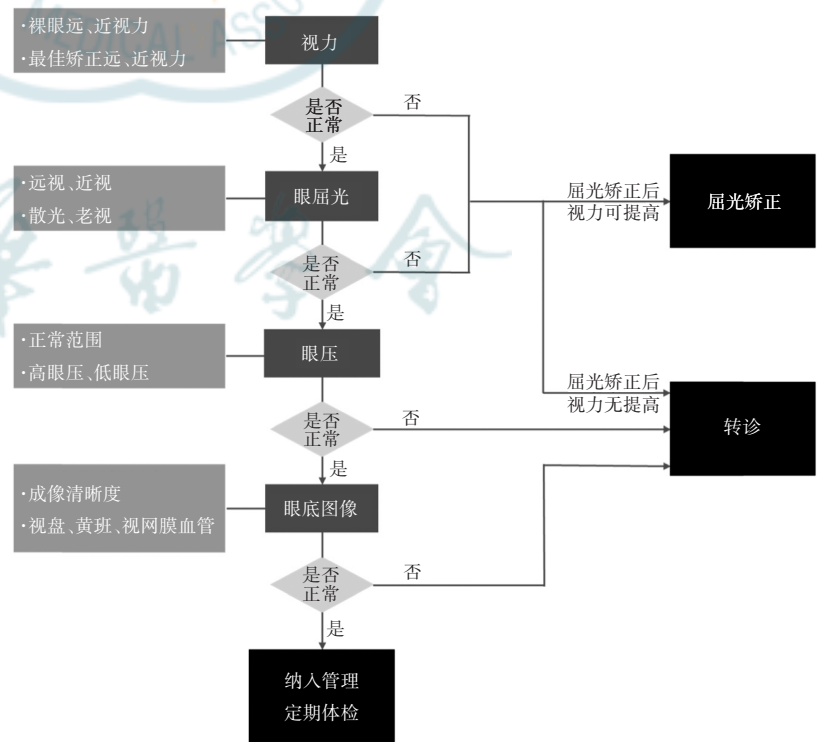 ·裸眼远、近视力
·最佳矫正远、近视力
视力
是否
正常
否
是
·远视、近视
·散光、老视
眼屈光
屈光矫正后
视力可提高
屈光矫正
是否
正常
否
是
·正常范围
·高眼压、低眼压
眼压
屈光矫正后
视力无提高
转诊
是否
正常
否
是
·成像清晰度
·视盘、黄斑、视网膜血管
眼底图像
是否
正常
否
是
纳入管理
定期体检
MEDICAL ASSO
醫學會